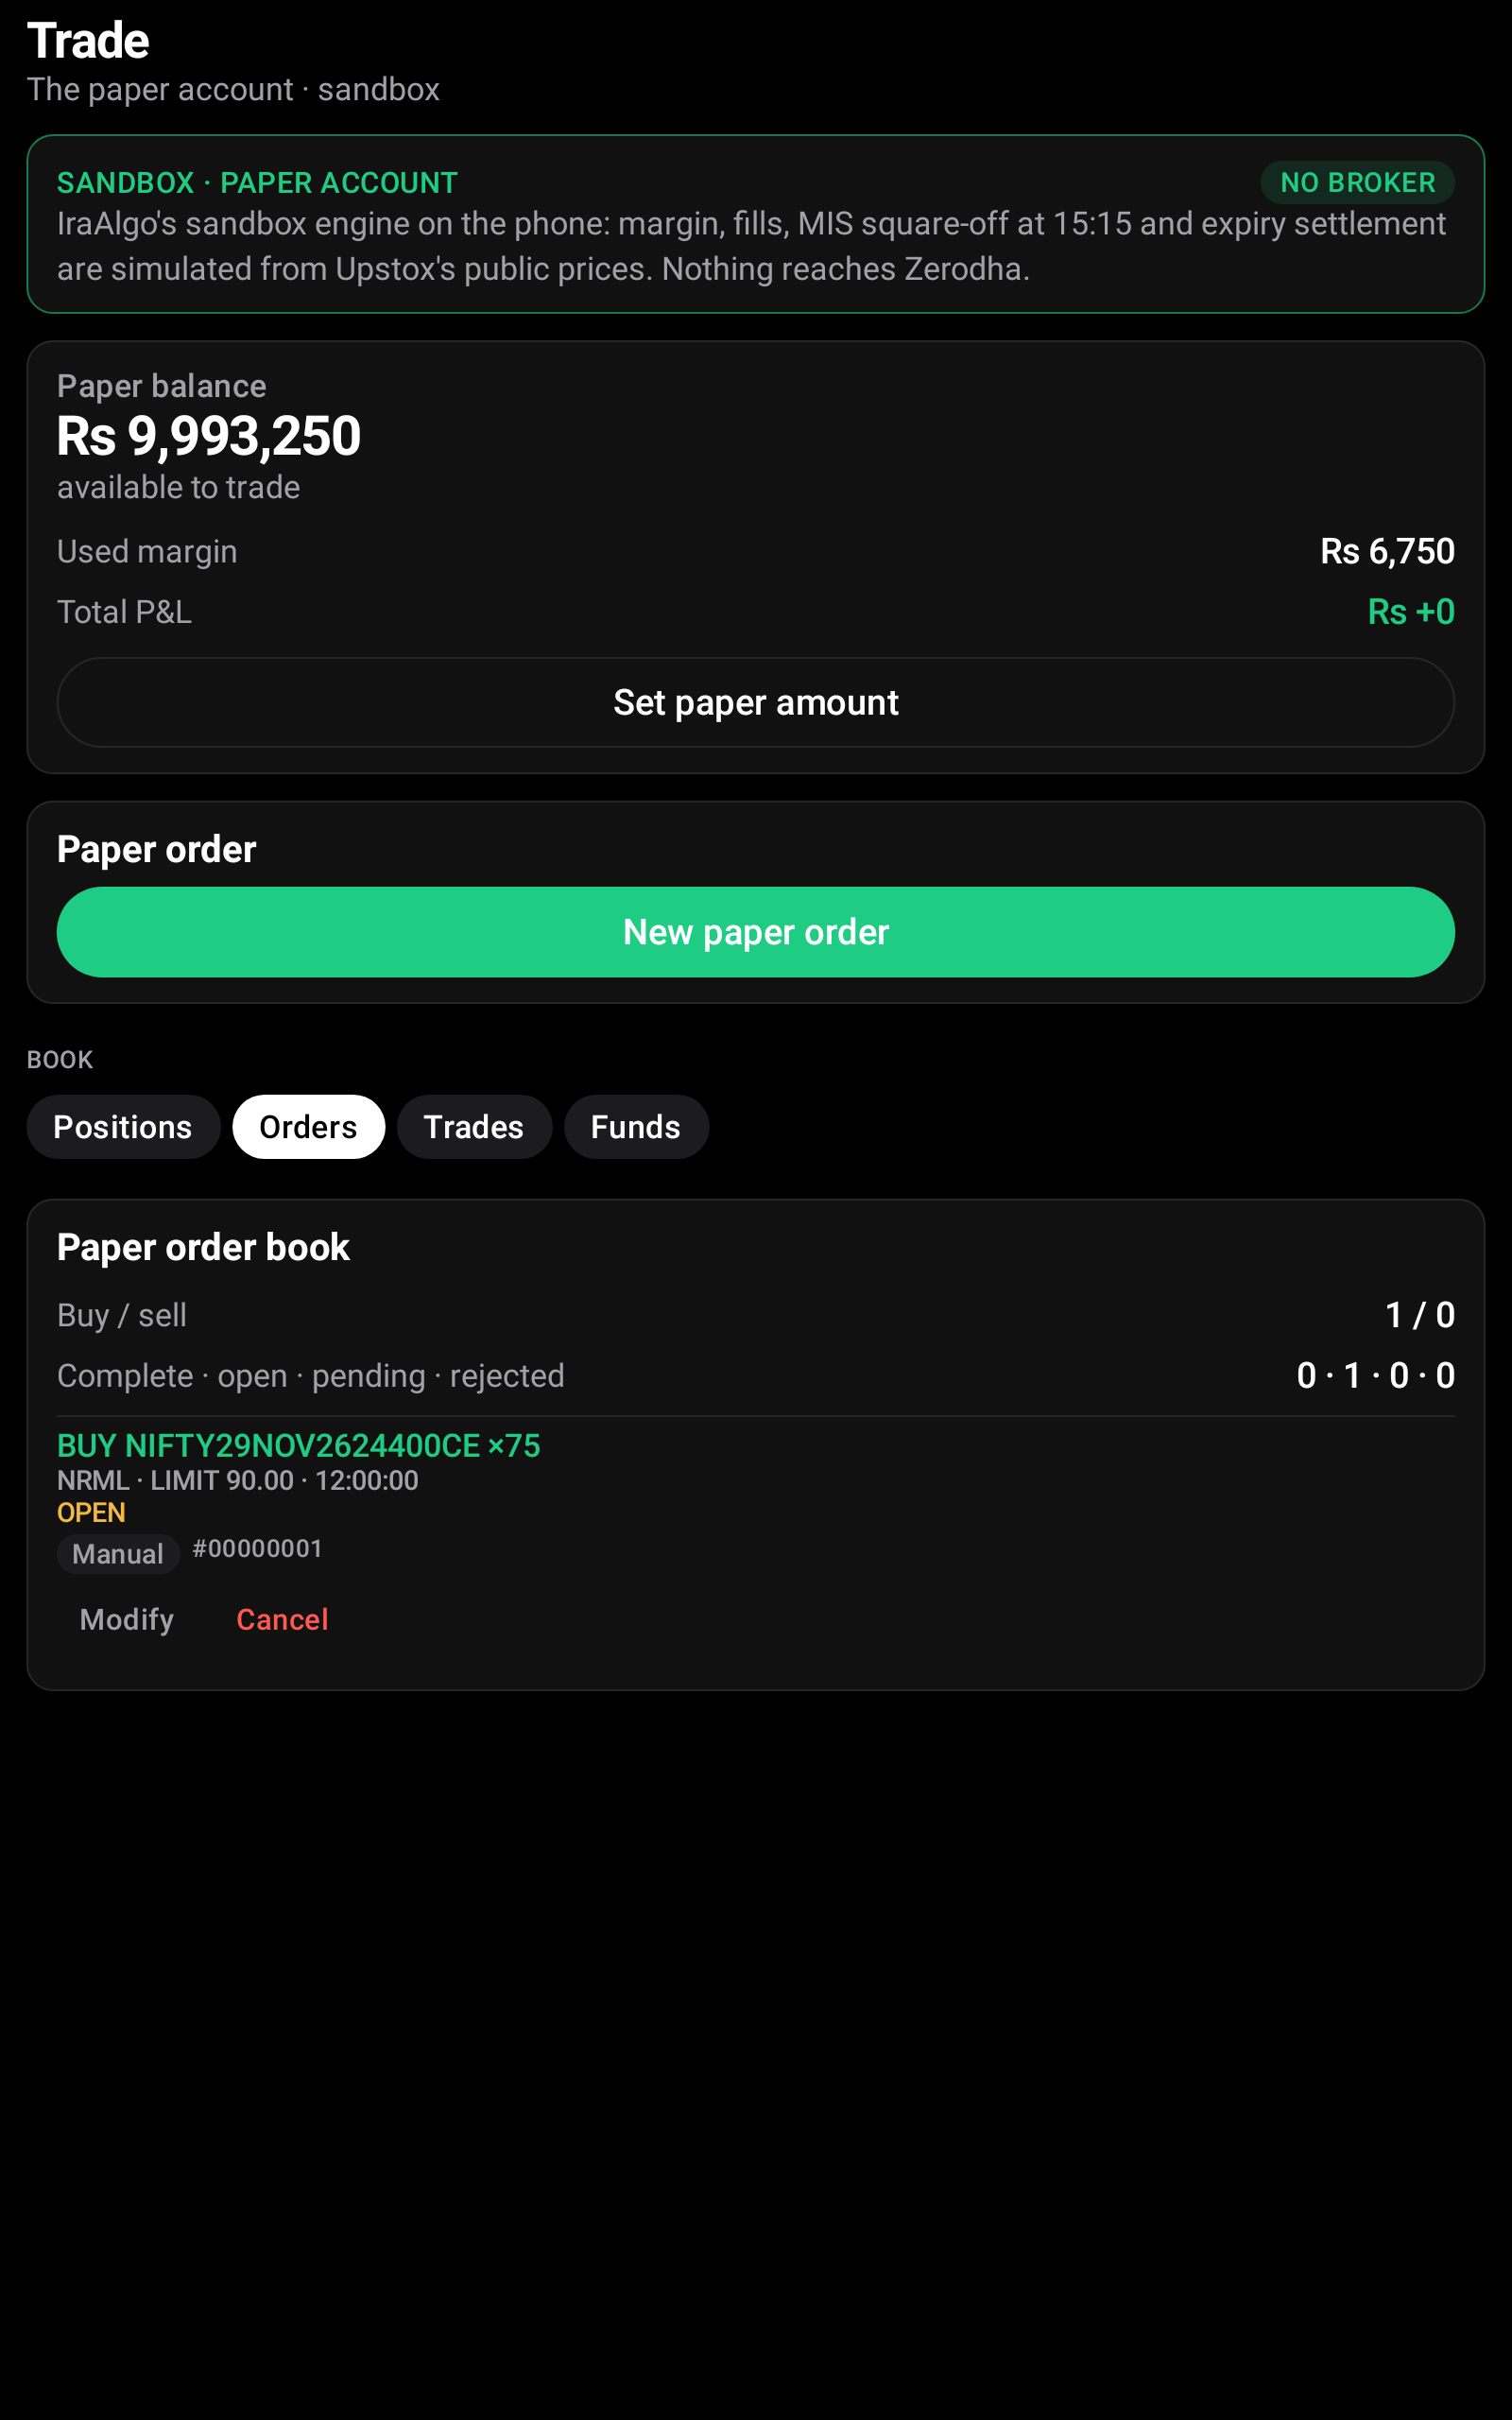 Trade
The paper account · sandbox
SANDBOX · PAPER ACCOUNT
NO BROKER
IraAlgo's sandbox engine on the phone: margin, fills, MIS square-off at 15:15 and expiry settlement
are simulated from Upstox's public prices. Nothing reaches Zerodha.
Paper balance
Rs 9,993,250
available to trade
Used margin Rs 6,750
Total P&L Rs +0
Set paper amount
Paper order
New paper order
BOOK
Positions Orders Trades Funds
Paper order book
Buy / sell 1 / 0
Complete · open · pending · rejected 0 · 1 · 0 · 0
BUY NIFTY29NOV2624400CE ×75
NRML · LIMIT 90.00 · 12:00:00
OPEN
Manual #00000001
Modify Cancel